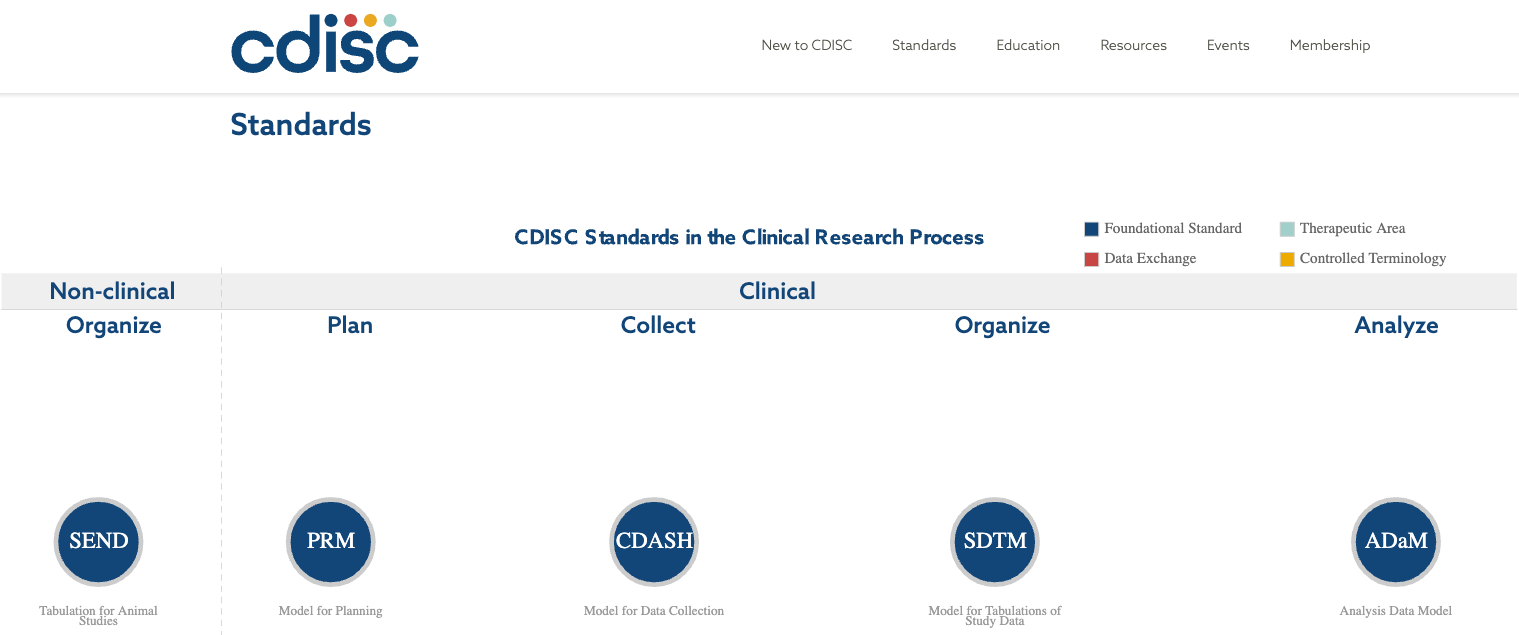 cdisc
New to CDISC Standards Education Resources Events Membership
Standards
CDISC Standards in the Clinical Research Process
Foundational Standard Therapeutic Area
Data Exchange Controlled Terminology
Non-clinical Clinical
Organize Plan Collect Organize Analyze
SEND PRM CDASH SDTM ADaM
Tabulation for Animal Studies
Model for Planning
Model for Data Collection
Model for Tabulations of
Study Data
Analysis Data Model